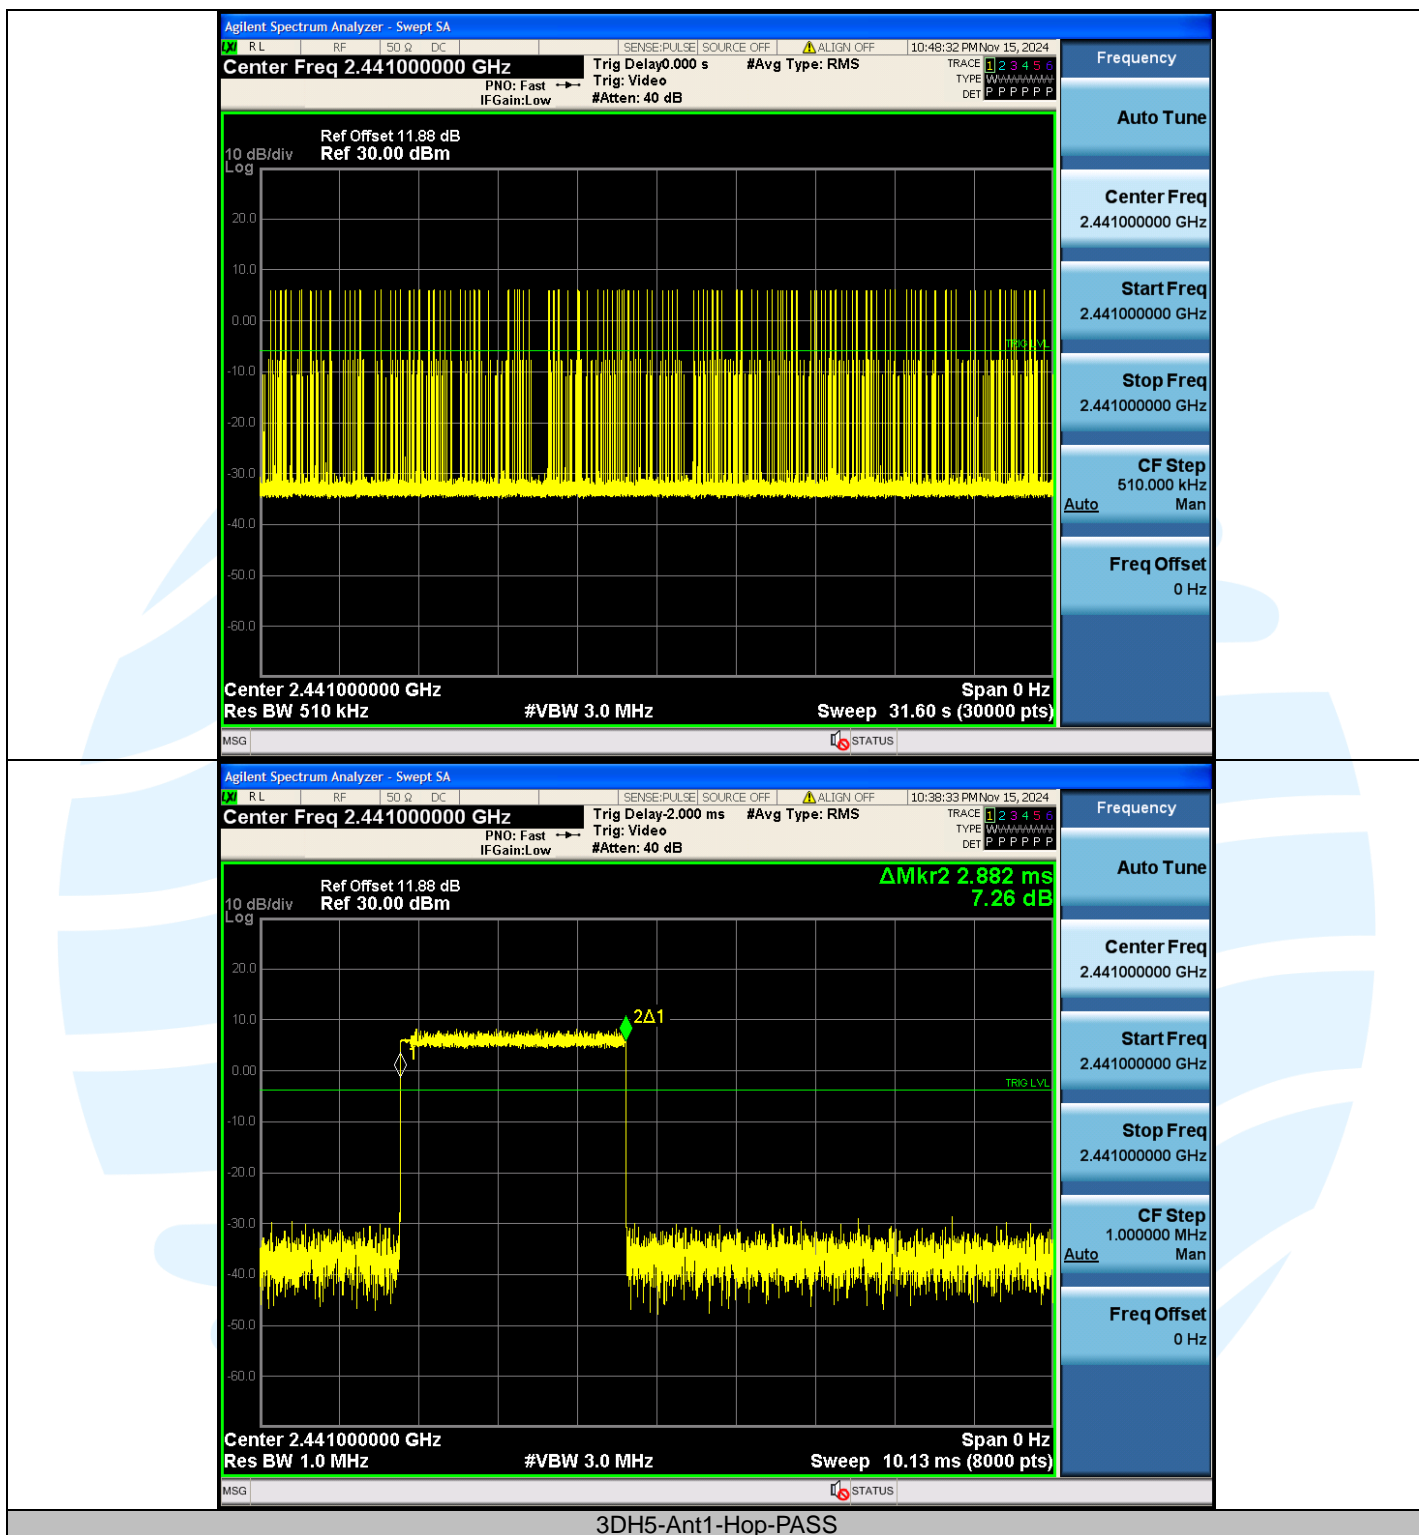 Agilent Spectrum Analyzer - Swept SA
LXI RL RF 50 Ω DC SENSE:PULSE SOURCE OFF ALIGN OFF 10:48:32 PM Nov 15, 2024
Center Freq 2.441000000 GHz
PNO: Fast
IFGain:Low
Trig Delay0.000 s
Trig: Video
#Atten: 40 dB
#Avg Type: RMS
TRACE 1 2 3 4 5 6
TYPE WWWWWW
DET P P P P P P
Ref Offset 11.88 dB
10 dB/div Ref 30.00 dBm
Log
20.0
10.0
0.00
TRIG LVL
-10.0
-20.0
-30.0
-40.0
-50.0
-60.0
Center 2.441000000 GHz Span 0 Hz
Res BW 510 kHz #VBW 3.0 MHz Sweep 31.60 s (30000 pts)
MSG STATUS
Frequency
Auto Tune
Center Freq
2.441000000 GHz
Start Freq
2.441000000 GHz
Stop Freq
2.441000000 GHz
CF Step
510.000 kHz
Auto Man
Freq Offset
0 Hz
Agilent Spectrum Analyzer - Swept SA
LXI RL RF 50 Ω DC SENSE:PULSE SOURCE OFF ALIGN OFF 10:38:33 PM Nov 15, 2024
Center Freq 2.441000000 GHz
PNO: Fast
IFGain:Low
Trig Delay-2.000 ms
Trig: Video
#Atten: 40 dB
#Avg Type: RMS
TRACE 1 2 3 4 5 6
TYPE WWWWWW
DET P P P P P P
ΔMkr2 2.882 ms
7.26 dB
Ref Offset 11.88 dB
10 dB/div Ref 30.00 dBm
Log
20.0
10.0
2Δ1
0.00
TRIG LVL
-10.0
-20.0
-30.0
-40.0
-50.0
-60.0
Center 2.441000000 GHz Span 0 Hz
Res BW 1.0 MHz #VBW 3.0 MHz Sweep 10.13 ms (8000 pts)
MSG STATUS
Frequency
Auto Tune
Center Freq
2.441000000 GHz
Start Freq
2.441000000 GHz
Stop Freq
2.441000000 GHz
CF Step
1.000000 MHz
Auto Man
Freq Offset
0 Hz
3DH5-Ant1-Hop-PASS